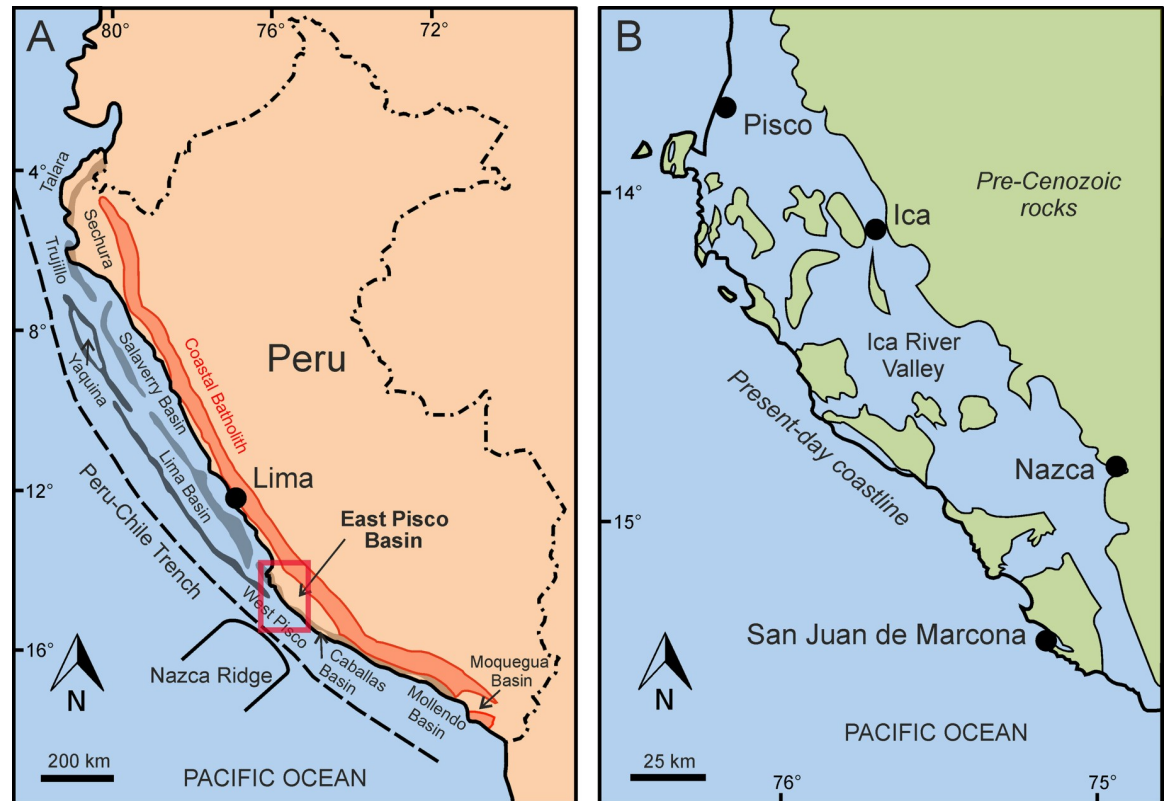 A
80°
76°
72°
4°
8°
12°
16°
Talara
Sechura
Trujillo
Yaquina
Salaverry Basin
Lima Basin
Coastal Batholith
Peru
Lima
East Pisco
Basin
Peru-Chile Trench
West Pisco
Caballas
Basin
Moquegua
Basin
Mollendo
Basin
Nazca Ridge
N
200 km
PACIFIC OCEAN
B
14°
15°
Pisco
Pre-Cenozoic
rocks
Ica
Ica River
Valley
Present-day coastline
Nazca
San Juan de Marcona
N
25 km
PACIFIC OCEAN
76°
75°